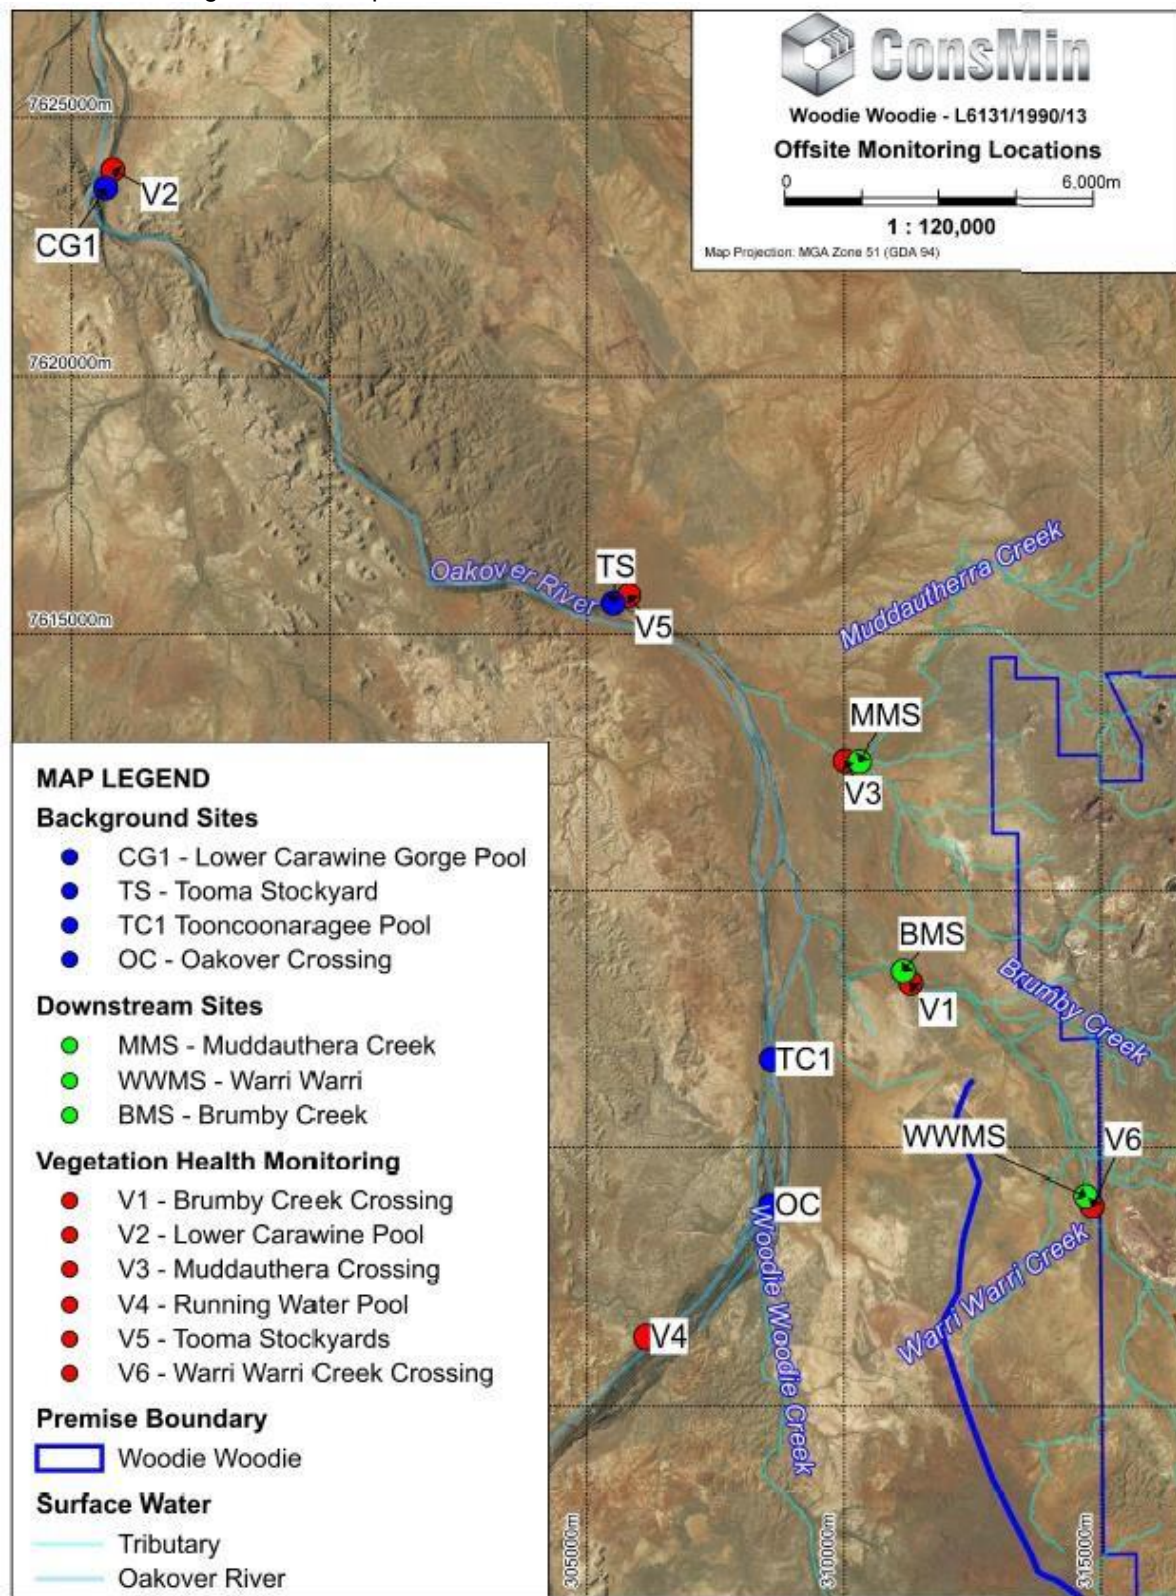 ConsMin
Woodie Woodie - L6131/1990/13
Offsite Monitoring Locations
0 6,000m
1 : 120,000
Map Projection: MGA Zone 51 (GDA 94)
7625000m
V2
CG1
7620000m
Oakover River
TS
V5
7615000m
Muddautherra Creek
MMS
V3
BMS
V1
Brumby Creek
TC1
WWMS
V6
OC
Woodie Woodie Creek
Warri Warri Creek
V4
305000m
310000m
315000m
MAP LEGEND
Background Sites
CG1 - Lower Carawine Gorge Pool
TS - Tooma Stockyard
TC1 Tooncoonaragee Pool
OC - Oakover Crossing
Downstream Sites
MMS - Muddauthera Creek
WWMS - Warri Warri
BMS - Brumby Creek
Vegetation Health Monitoring
V1 - Brumby Creek Crossing
V2 - Lower Carawine Pool
V3 - Muddauthera Crossing
V4 - Running Water Pool
V5 - Tooma Stockyards
V6 - Warri Warri Creek Crossing
Premise Boundary
Woodie Woodie
Surface Water
Tributary
Oakover River